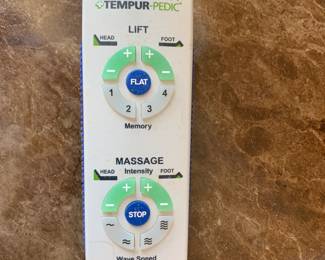 TEMPUR-PEDIC
LIFT
HEAD FOOT
+ +
- FLAT -
1 4
2 3
Memory
MASSAGE
Intensity
HEAD FOOT
+ +
- STOP -
Wave Speed